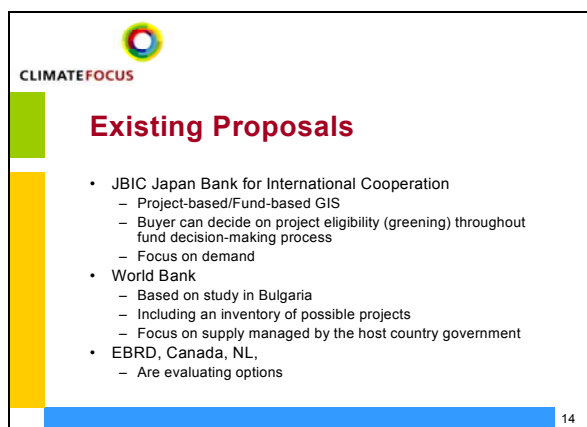 CLIMATEFOCUS
Existing Proposals
• JBIC Japan Bank for International Cooperation
– Project-based/Fund-based GIS
– Buyer can decide on project eligibility (greening) throughout
fund decision-making process
– Focus on demand
• World Bank
– Based on study in Bulgaria
– Including an inventory of possible projects
– Focus on supply managed by the host country government
• EBRD, Canada, NL,
– Are evaluating options
14